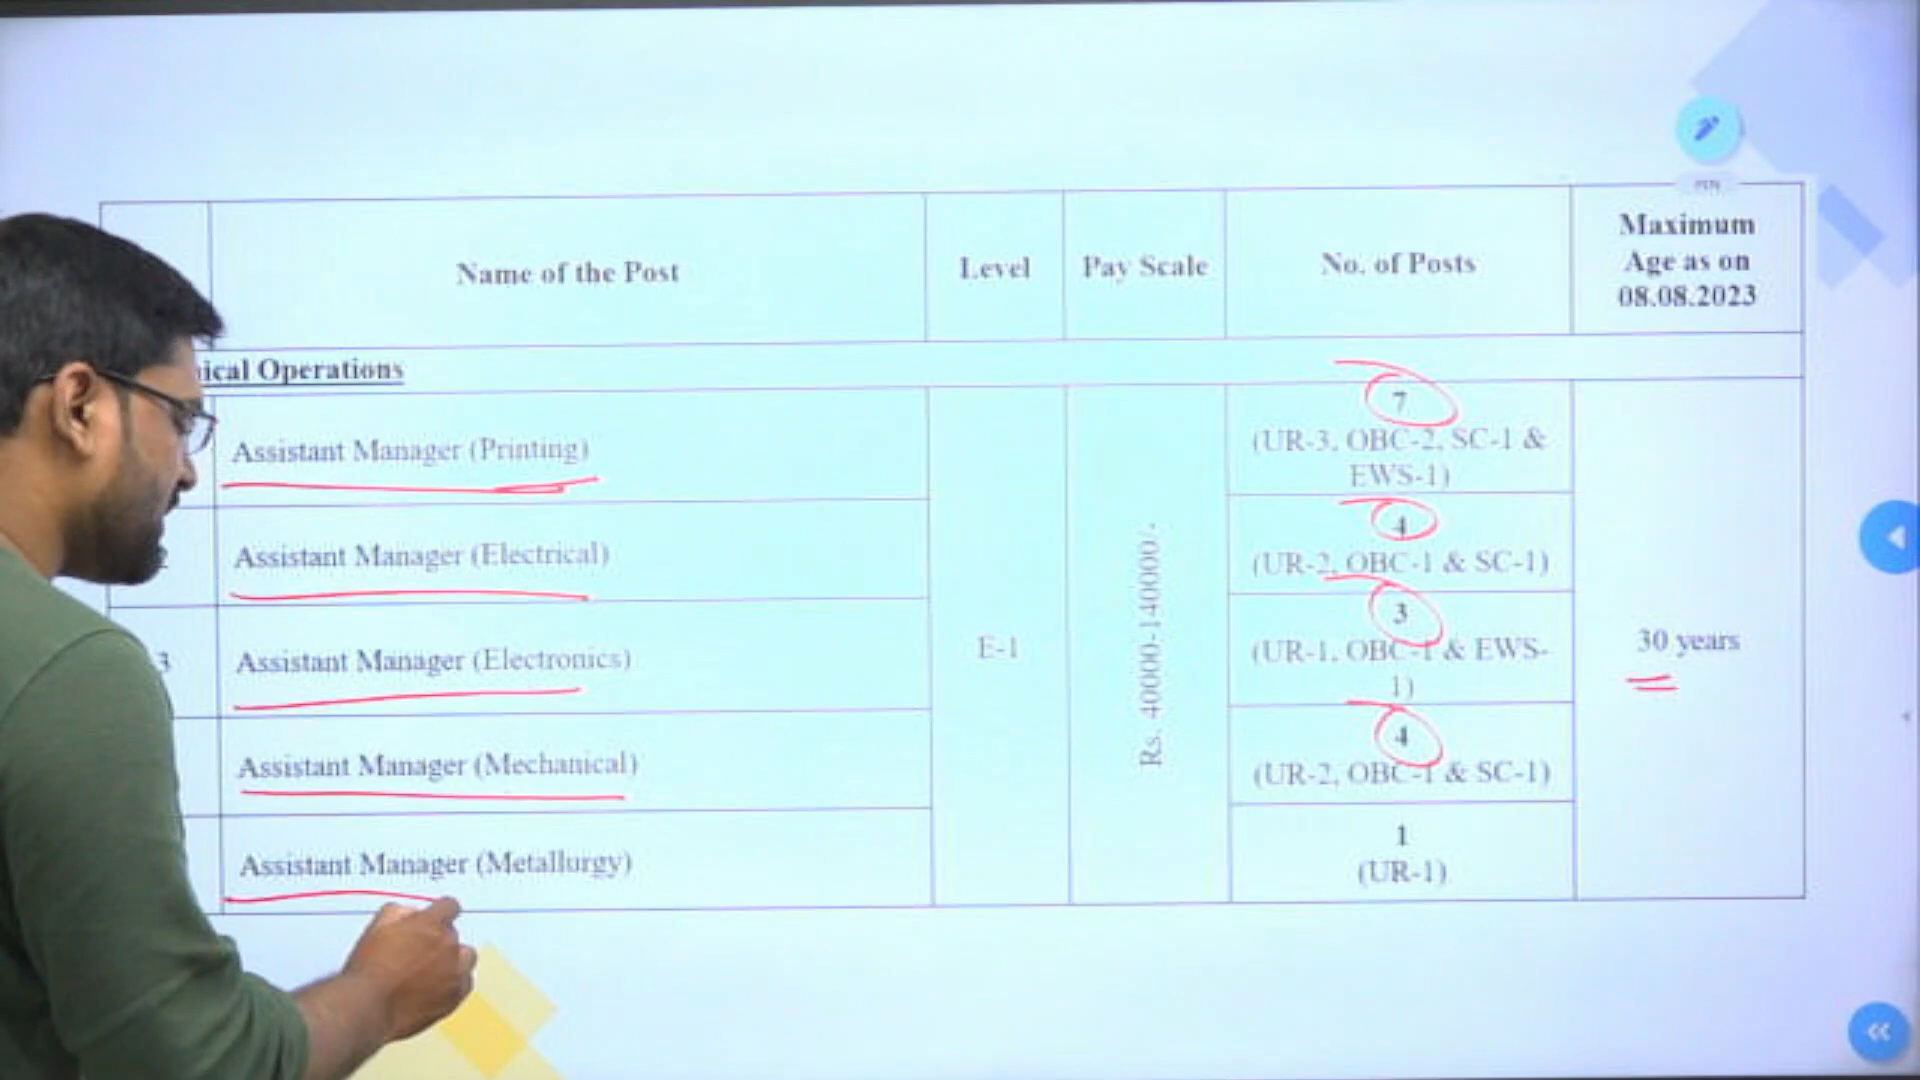 Name of the Post
Level
Pay Scale
No. of Posts
Maximum
Age as on
08.08.2023
ical Operations
Assistant Manager (Printing)
7
(UR-3, OBC-2, SC-1 &
EWS-1)
Assistant Manager (Electrical)
4
(UR-2, OBC-1 & SC-1)
3
Assistant Manager (Electronics)
E-1
Rs. 40000-140000/-
3
(UR-1, OBC-1 & EWS-
1)
30 years
Assistant Manager (Mechanical)
4
(UR-2, OBC-1 & SC-1)
Assistant Manager (Metallurgy)
1
(UR-1)